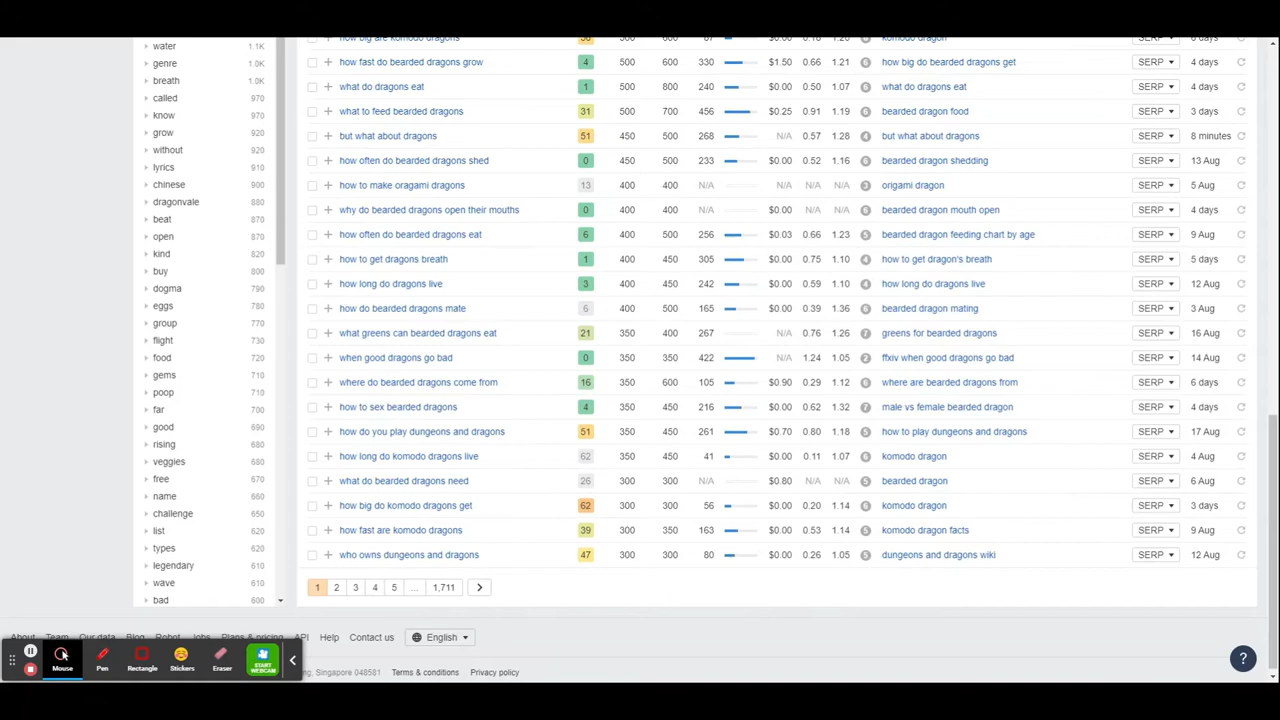 water 1.1K
genre 1.0K
breath 1.0K
called 970
know 970
grow 920
without 920
lyrics 910
chinese 900
dragonvale 880
beat 870
open 870
kind 820
buy 800
dogma 790
eggs 780
group 770
flight 730
food 720
gems 710
poop 710
far 700
good 690
rising 680
veggies 680
free 670
name 660
challenge 650
list 620
types 620
legendary 610
wave 610
bad 600
how big are komodo dragons 500 600 67 $0.00 0.18 1.20 komodo dragon 6 days
how fast do bearded dragons grow 4 500 600 330 $1.50 0.66 1.21 6 how big do bearded dragons get SERP 4 days
what do dragons eat 1 500 800 240 $0.00 0.50 1.07 6 what do dragons eat SERP 4 days
what to feed bearded dragons 31 500 700 456 $0.25 0.91 1.19 6 bearded dragon food SERP 3 days
but what about dragons 51 450 500 268 N/A 0.57 1.28 4 but what about dragons SERP 8 minutes
how often do bearded dragons shed 0 450 500 233 $0.00 0.52 1.16 6 bearded dragon shedding SERP 13 Aug
how to make oragami dragons 13 400 400 N/A N/A N/A N/A 3 origami dragon SERP 5 Aug
why do bearded dragons open their mouths 0 400 400 N/A $0.00 N/A N/A 6 bearded dragon mouth open SERP 4 days
how often do bearded dragons eat 6 400 500 256 $0.03 0.66 1.23 5 bearded dragon feeding chart by age SERP 9 Aug
how to get dragons breath 1 400 450 305 $0.00 0.75 1.10 4 how to get dragon's breath SERP 5 days
how long do dragons live 3 400 450 242 $0.00 0.59 1.10 4 how long do dragons live SERP 12 Aug
how do bearded dragons mate 6 400 500 165 $0.00 0.39 1.36 6 bearded dragon mating SERP 3 Aug
what greens can bearded dragons eat 21 350 400 267 N/A 0.76 1.26 7 greens for bearded dragons SERP 16 Aug
when good dragons go bad 0 350 350 422 N/A 1.24 1.05 2 ffxiv when good dragons go bad SERP 14 Aug
where do bearded dragons come from 16 350 600 105 $0.90 0.29 1.12 6 where are bearded dragons from SERP 6 days
how to sex bearded dragons 4 350 450 216 $0.00 0.62 1.32 7 male vs female bearded dragon SERP 4 days
how do you play dungeons and dragons 51 350 450 261 $0.70 0.80 1.18 5 how to play dungeons and dragons SERP 17 Aug
how long do komodo dragons live 62 350 450 41 $0.00 0.11 1.07 6 komodo dragon SERP 4 Aug
what do bearded dragons need 26 300 300 N/A $0.80 N/A N/A 5 bearded dragon SERP 6 Aug
how big do komodo dragons get 62 300 300 56 $0.00 0.20 1.14 6 komodo dragon SERP 3 days
how fast are komodo dragons 39 300 350 163 $0.00 0.53 1.14 5 komodo dragon facts SERP 9 Aug
who owns dungeons and dragons 47 300 300 80 $0.00 0.26 1.05 5 dungeons and dragons wiki SERP 12 Aug
1 2 3 4 5 ... 1,711
About Team Our data Blog Robot Jobs Plans & pricing API Help Contact us English
Mouse Pen Rectangle Stickers Eraser START WEBCAM
Singapore 048581 Terms & conditions Privacy policy
?